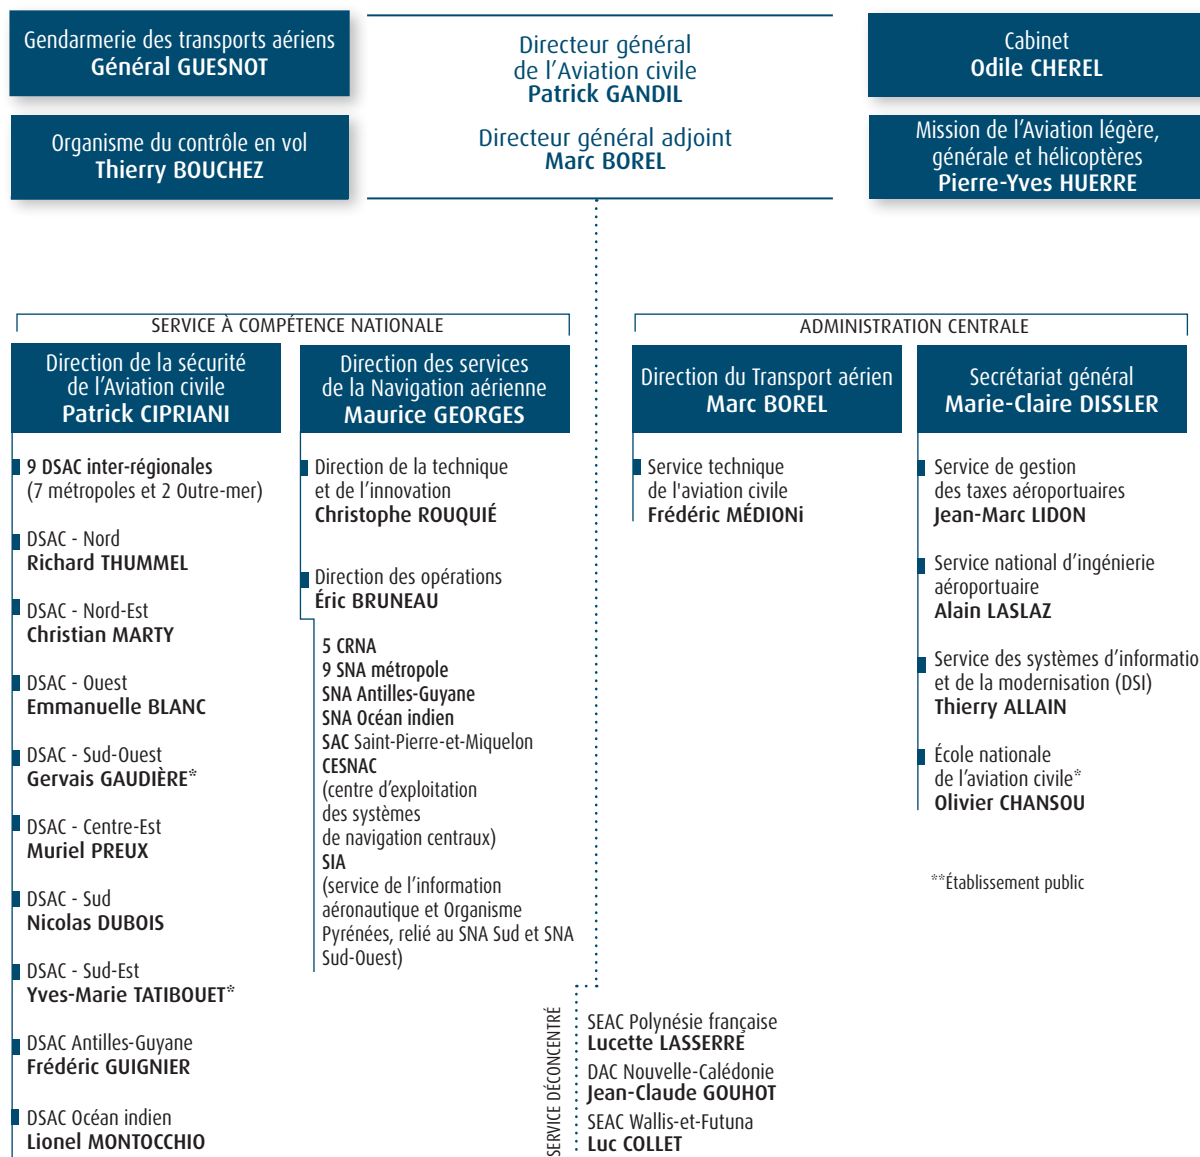 Gendarmerie des transports aériens
Général GUESNOT
Organisme du contrôle en vol
Thierry BOUCHEZ
Directeur général
de l'Aviation civile
Patrick GANDIL
Directeur général adjoint
Marc BOREL
Cabinet
Odile CHEREL
Mission de l'Aviation légère,
générale et hélicoptères
Pierre-Yves HUERRE
SERVICE À COMPÉTENCE NATIONALE
Direction de la sécurité
de l'Aviation civile
Patrick CIPRIANI
9 DSAC inter-régionales
(7 métropoles et 2 Outre-mer)
DSAC - Nord
Richard THUMMEL
DSAC - Nord-Est
Christian MARTY
DSAC - Ouest
Emmanuelle BLANC
DSAC - Sud-Ouest
Gervais GAUDIÈRE*
DSAC - Centre-Est
Muriel PREUX
DSAC - Sud
Nicolas DUBOIS
DSAC - Sud-Est
Yves-Marie TATIBOUET*
DSAC Antilles-Guyane
Frédéric GUIGNIER
DSAC Océan indien
Lionel MONTOCCHIO
Direction des services
de la Navigation aérienne
Maurice GEORGES
Direction de la technique
et de l'innovation
Christophe ROUQUIÉ
Direction des opérations
Éric BRUNEAU
5 CRNA
9 SNA métropole
SNA Antilles-Guyane
SNA Océan indien
SAC Saint-Pierre-et-Miquelon
CESNAC
(centre d'exploitation
des systèmes
de navigation centraux)
SIA
(service de l'information
aéronautique et Organisme
Pyrénées, relié au SNA Sud et SNA
Sud-Ouest)
ADMINISTRATION CENTRALE
Direction du Transport aérien
Marc BOREL
Service technique
de l'aviation civile
Frédéric MÉDIONi
Secrétariat général
Marie-Claire DISSLER
Service de gestion
des taxes aéroportuaires
Jean-Marc LIDON
Service national d'ingénierie
aéroportuaire
Alain LASLAZ
Service des systèmes d'informatio
et de la modernisation (DSI)
Thierry ALLAIN
École nationale
de l'aviation civile*
Olivier CHANSOU
**Établissement public
SERVICE DÉCONCENTRÉ
SEAC Polynésie française
Lucette LASSERRE
DAC Nouvelle-Calédonie
Jean-Claude GOUHOT
SEAC Wallis-et-Futuna
Luc COLLET